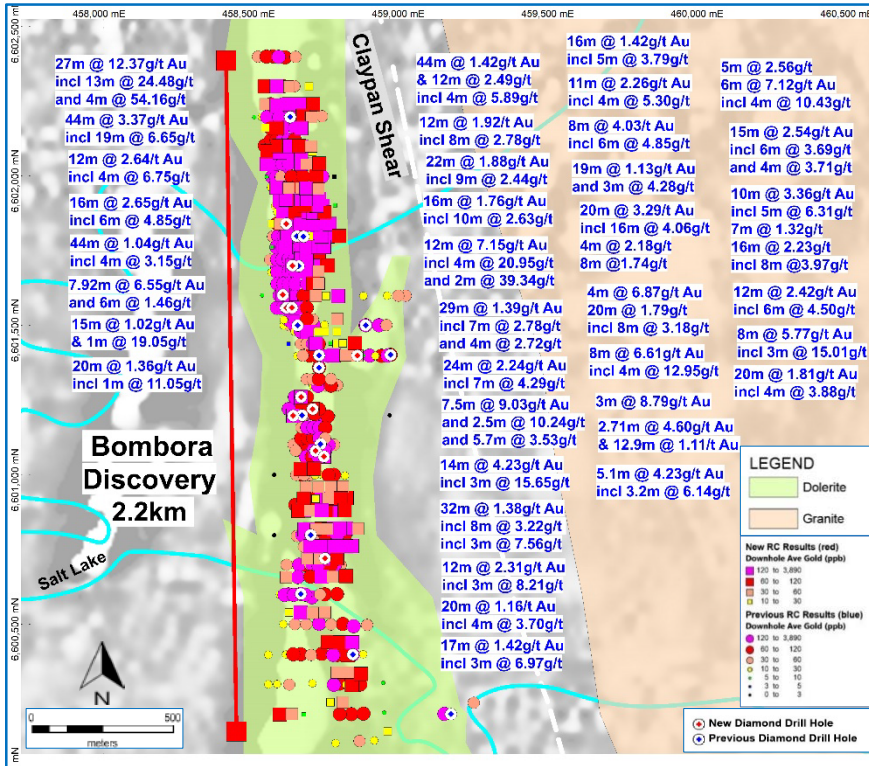 458,000 mE
458,500 mE
459,000 mE
459,500 mE
460,000 mE
460,500 mE
6,602,500 mN
6,602,000 mN
6,601,500 mN
6,601,000 mN
6,600,500 mN
mN
27m @ 12.37g/t Au
incl 13m @ 24.48g/t
and 4m @ 54.16g/t
44m @ 3.37g/t Au
incl 19m @ 6.65g/t
12m @ 2.64/t Au
incl 4m @ 6.75g/t
16m @ 2.65g/t Au
incl 6m @ 4.85g/t
44m @ 1.04g/t Au
incl 4m @ 3.15g/t
7.92m @ 6.55g/t Au
and 6m @ 1.46g/t
15m @ 1.02g/t Au
& 1m @ 19.05g/t
20m @ 1.36g/t Au
incl 1m @ 11.05g/t
Bombora
Discovery
2.2km
Salt Lake
N
0
500
meters
Claypan Shear
44m @ 1.42g/t Au
& 12m @ 2.49g/t
incl 4m @ 5.89g/t
12m @ 1.92/t Au
incl 8m @ 2.78g/t
22m @ 1.88g/t Au
incl 9m @ 2.44g/t
16m @ 1.76g/t Au
incl 10m @ 2.63g/t
12m @ 7.15g/t Au
incl 4m @ 20.95g/t
and 2m @ 39.34g/t
29m @ 1.39g/t Au
incl 7m @ 2.78g/t
and 4m @ 2.72g/t
24m @ 2.24g/t Au
incl 7m @ 4.29g/t
7.5m @ 9.03g/t Au
and 2.5m @ 10.24g/t
and 5.7m @ 3.53g/t
14m @ 4.23g/t Au
incl 3m @ 15.65g/t
32m @ 1.38g/t Au
incl 8m @ 3.22g/t
incl 3m @ 7.56g/t
12m @ 2.31g/t Au
incl 3m @ 8.21g/t
20m @ 1.16/t Au
incl 4m @ 3.70g/t
17m @ 1.42g/t Au
incl 3m @ 6.97g/t
16m @ 1.42g/t Au
incl 5m @ 3.79g/t
11m @ 2.26g/t Au
incl 4m @ 5.30g/t
8m @ 4.03g/t Au
incl 6m @ 4.85g/t
19m @ 1.13g/t Au
and 3m @ 4.28g/t
20m @ 3.29g/t Au
incl 16m @ 4.06g/t
4m @ 2.18g/t
8m @1.74g/t
4m @ 6.87g/t Au
20m @ 1.79g/t
incl 8m @ 3.18g/t
8m @ 6.61g/t Au
incl 4m @ 12.95g/t
3m @ 8.79g/t Au
2.71m @ 4.60g/t Au
& 12.9m @ 1.11/t Au
5.1m @ 4.23g/t Au
incl 3.2m @ 6.14g/t
5m @ 2.56g/t
6m @ 7.12g/t Au
incl 4m @ 10.43g/t
15m @ 2.54g/t Au
incl 6m @ 3.69g/t
and 4m @ 3.71g/t
10m @ 3.36g/t Au
incl 5m @ 6.31g/t
7m @ 1.32g/t
16m @ 2.23g/t
incl 8m @3.97g/t
12m @ 2.42g/t Au
incl 6m @ 4.50g/t
8m @ 5.77g/t Au
incl 3m @ 15.01g/t
20m @ 1.81g/t Au
incl 4m @ 3.88g/t
LEGEND
Dolerite
Granite
New RC Results (red)
Downhole Ave Gold (ppb)
120 to 3,890
60 to 120
30 to 60
10 to 30
Previous RC Results (blue)
Downhole Ave Gold (ppb)
120 to 3,890
60 to 120
30 to 60
10 to 30
5 to 10
3 to 5
0 to 3
New Diamond Drill Hole
Previous Diamond Drill Hole